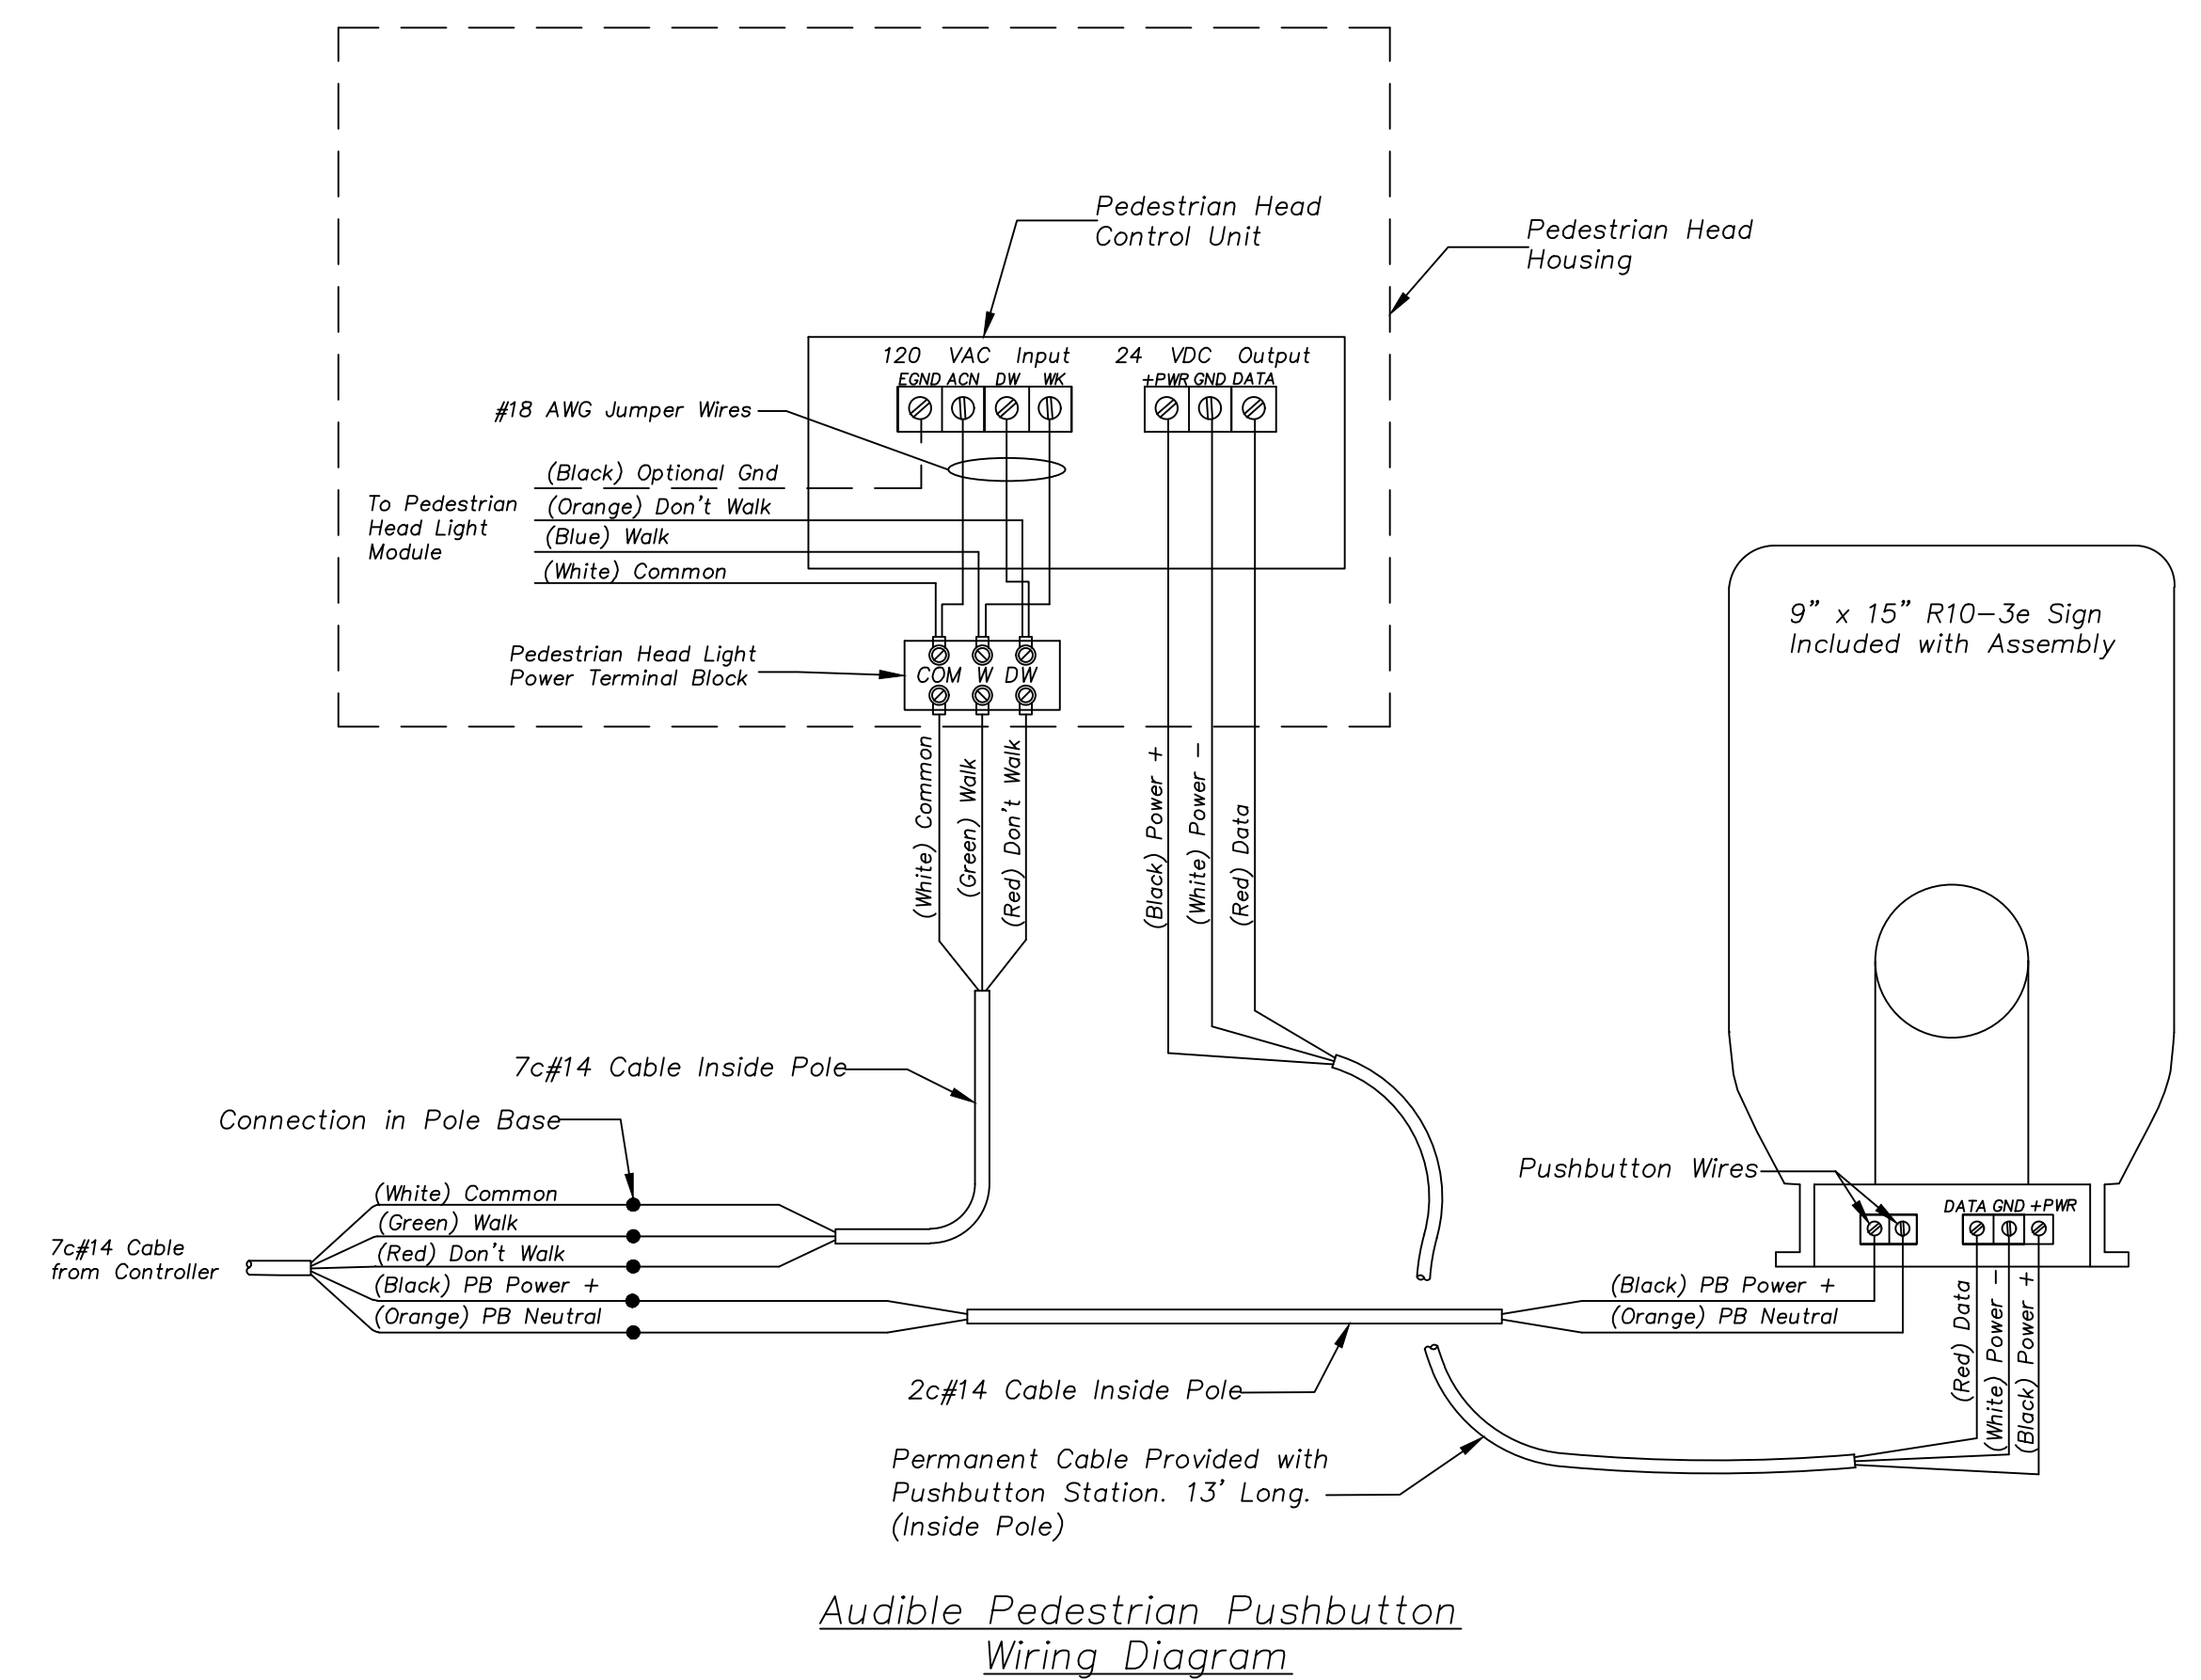 Pedestrian Head
Control Unit
Pedestrian Head
Housing
120 VAC Input
24 VDC Output
EGND ACN DW WK
+PWR GND DATA
#18 AWG Jumper Wires
(Black) Optional Gnd
(Orange) Don't Walk
(Blue) Walk
(White) Common
To Pedestrian
Head Light
Module
9" x 15" R10-3e Sign
Included with Assembly
Pedestrian Head Light
Power Terminal Block
COM W DW
(White) Common
(Green) Walk
(Red) Don't Walk
(Black) Power +
(White) Power -
(Red) Data
7c#14 Cable Inside Pole
Connection in Pole Base
Pushbutton Wires
(White) Common
(Green) Walk
(Red) Don't Walk
(Black) PB Power +
(Orange) PB Neutral
7c#14 Cable
from Controller
DATA GND +PWR
(Black) PB Power +
(Orange) PB Neutral
(Red) Data
(White) Power -
(Black) Power +
2c#14 Cable Inside Pole
Permanent Cable Provided with
Pushbutton Station. 13' Long.
(Inside Pole)
Audible Pedestrian Pushbutton
Wiring Diagram